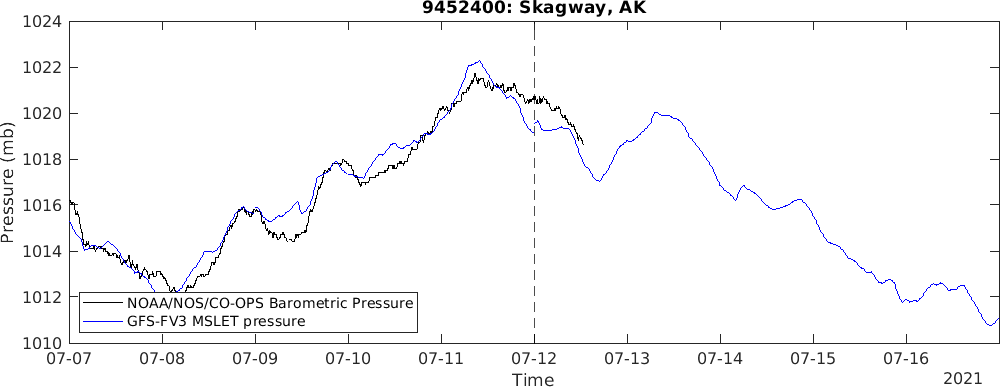 9452400: Skagway, AK
Pressure (mb)
1024
1022
1020
1018
1016
1014
1012
1010
NOAA/NOS/CO-OPS Barometric Pressure
GFS-FV3 MSLET pressure
07-07 07-08 07-09 07-10 07-11 07-12 07-13 07-14 07-15 07-16
Time
2021